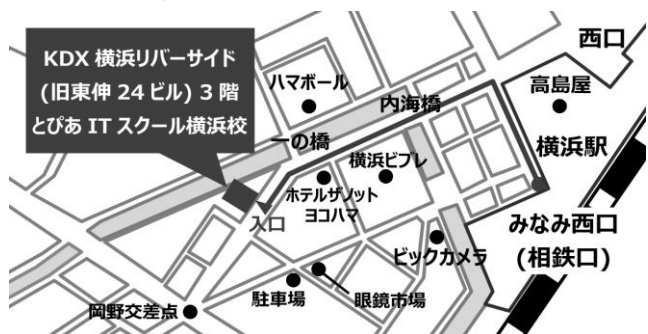 KDX 横浜リバーサイド
(旧東伸 24 ビル) 3 階
とぴあ IT スクール横浜校
西口
ハマボール
高島屋
内海橋
一の橋
横浜駅
横浜ビブレ
ホテルザノット
ヨコハマ
入口
みなみ西口
(相鉄口)
ビックカメラ
駐車場
眼鏡市場
岡野交差点